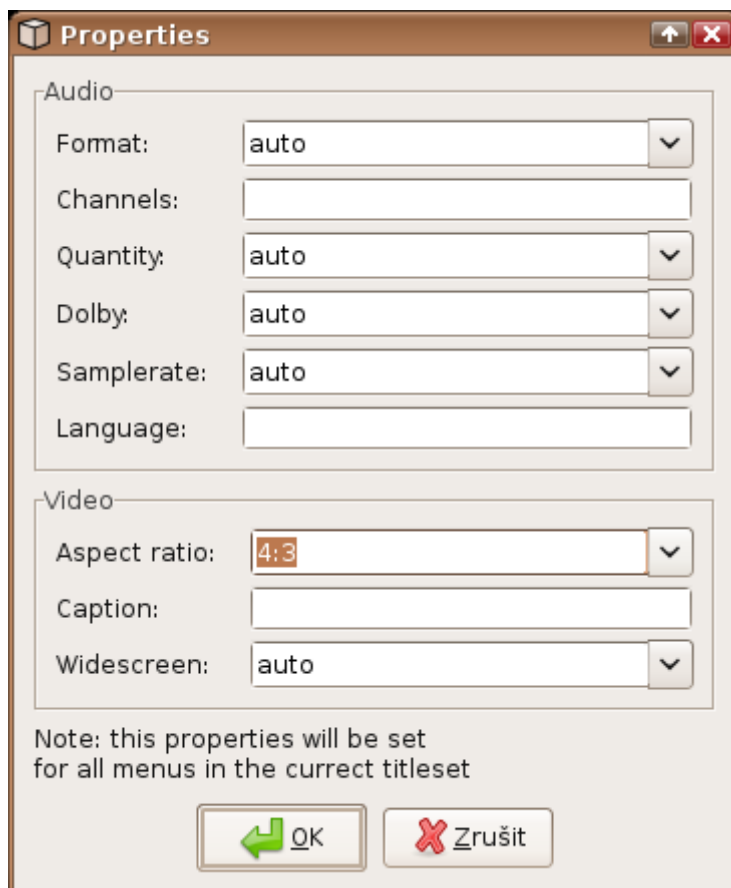 Properties
Audio
Format: auto
Channels:
Quantity: auto
Dolby: auto
Samplerate: auto
Language:
Video
Aspect ratio: 4:3
Caption:
Widescreen: auto
Note: this properties will be set
for all menus in the currect titleset
OK Zrušit